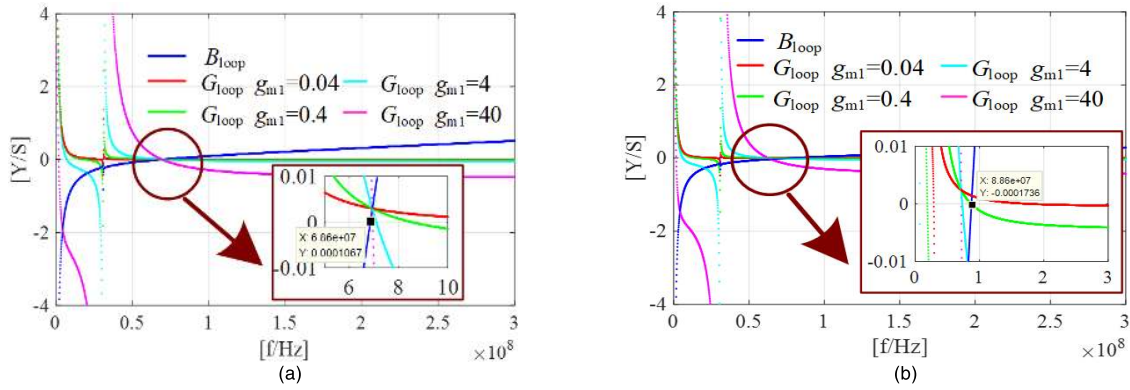 4
2
0
-2
-4
[Y/S]
B_loop
G_loop g_m1=0.04
G_loop g_m1=4
G_loop g_m1=0.4
G_loop g_m1=40
0.01
0
-0.01
X: 6.86e+07
Y: 0.0001067
6
8
10
0
0.5
1
1.5
2
2.5
3
[f/Hz]
×10^8
(a)
4
2
0
-2
-4
[Y/S]
B_loop
G_loop g_m1=0.04
G_loop g_m1=4
G_loop g_m1=0.4
G_loop g_m1=40
0.01
0
-0.01
X: 8.86e+07
Y: -0.0001736
0
1
2
3
0
0.5
1
1.5
2
2.5
3
[f/Hz]
×10^8
(b)